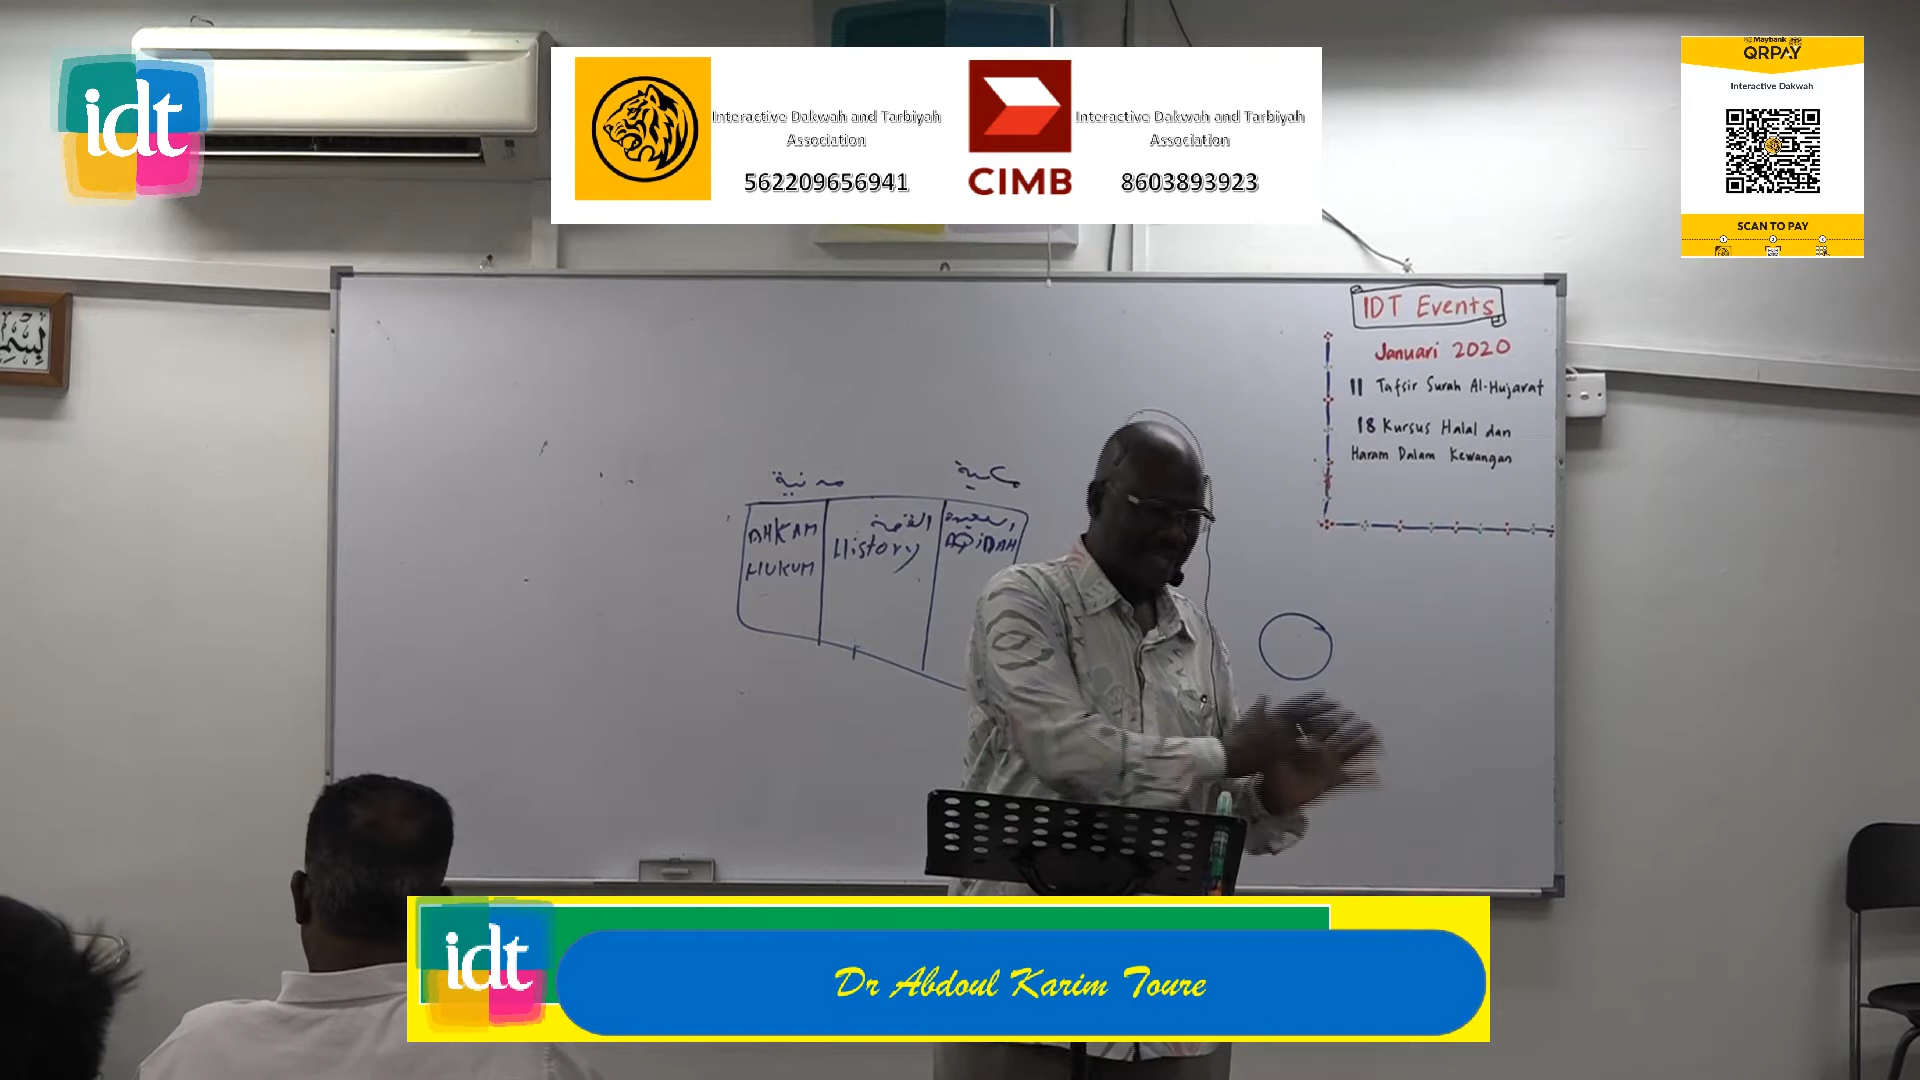 idt
Interactive Dakwah and Tarbiyah
Association
562209656941
CIMB
Interactive Dakwah and Tarbiyah
Association
8603893923
Maybank
QRPAY
Interactive Dakwah
SCAN TO PAY
IDT Events
Januari 2020
11 Tafsir Surah Al-Hujarat
18 Kursus Halal dan
Haram Dalam Kewangan
مدنية
مكية
AHKAM
HUKUM
القصة
History
AQiDAH
idt
Dr Abdoul Karim Toure